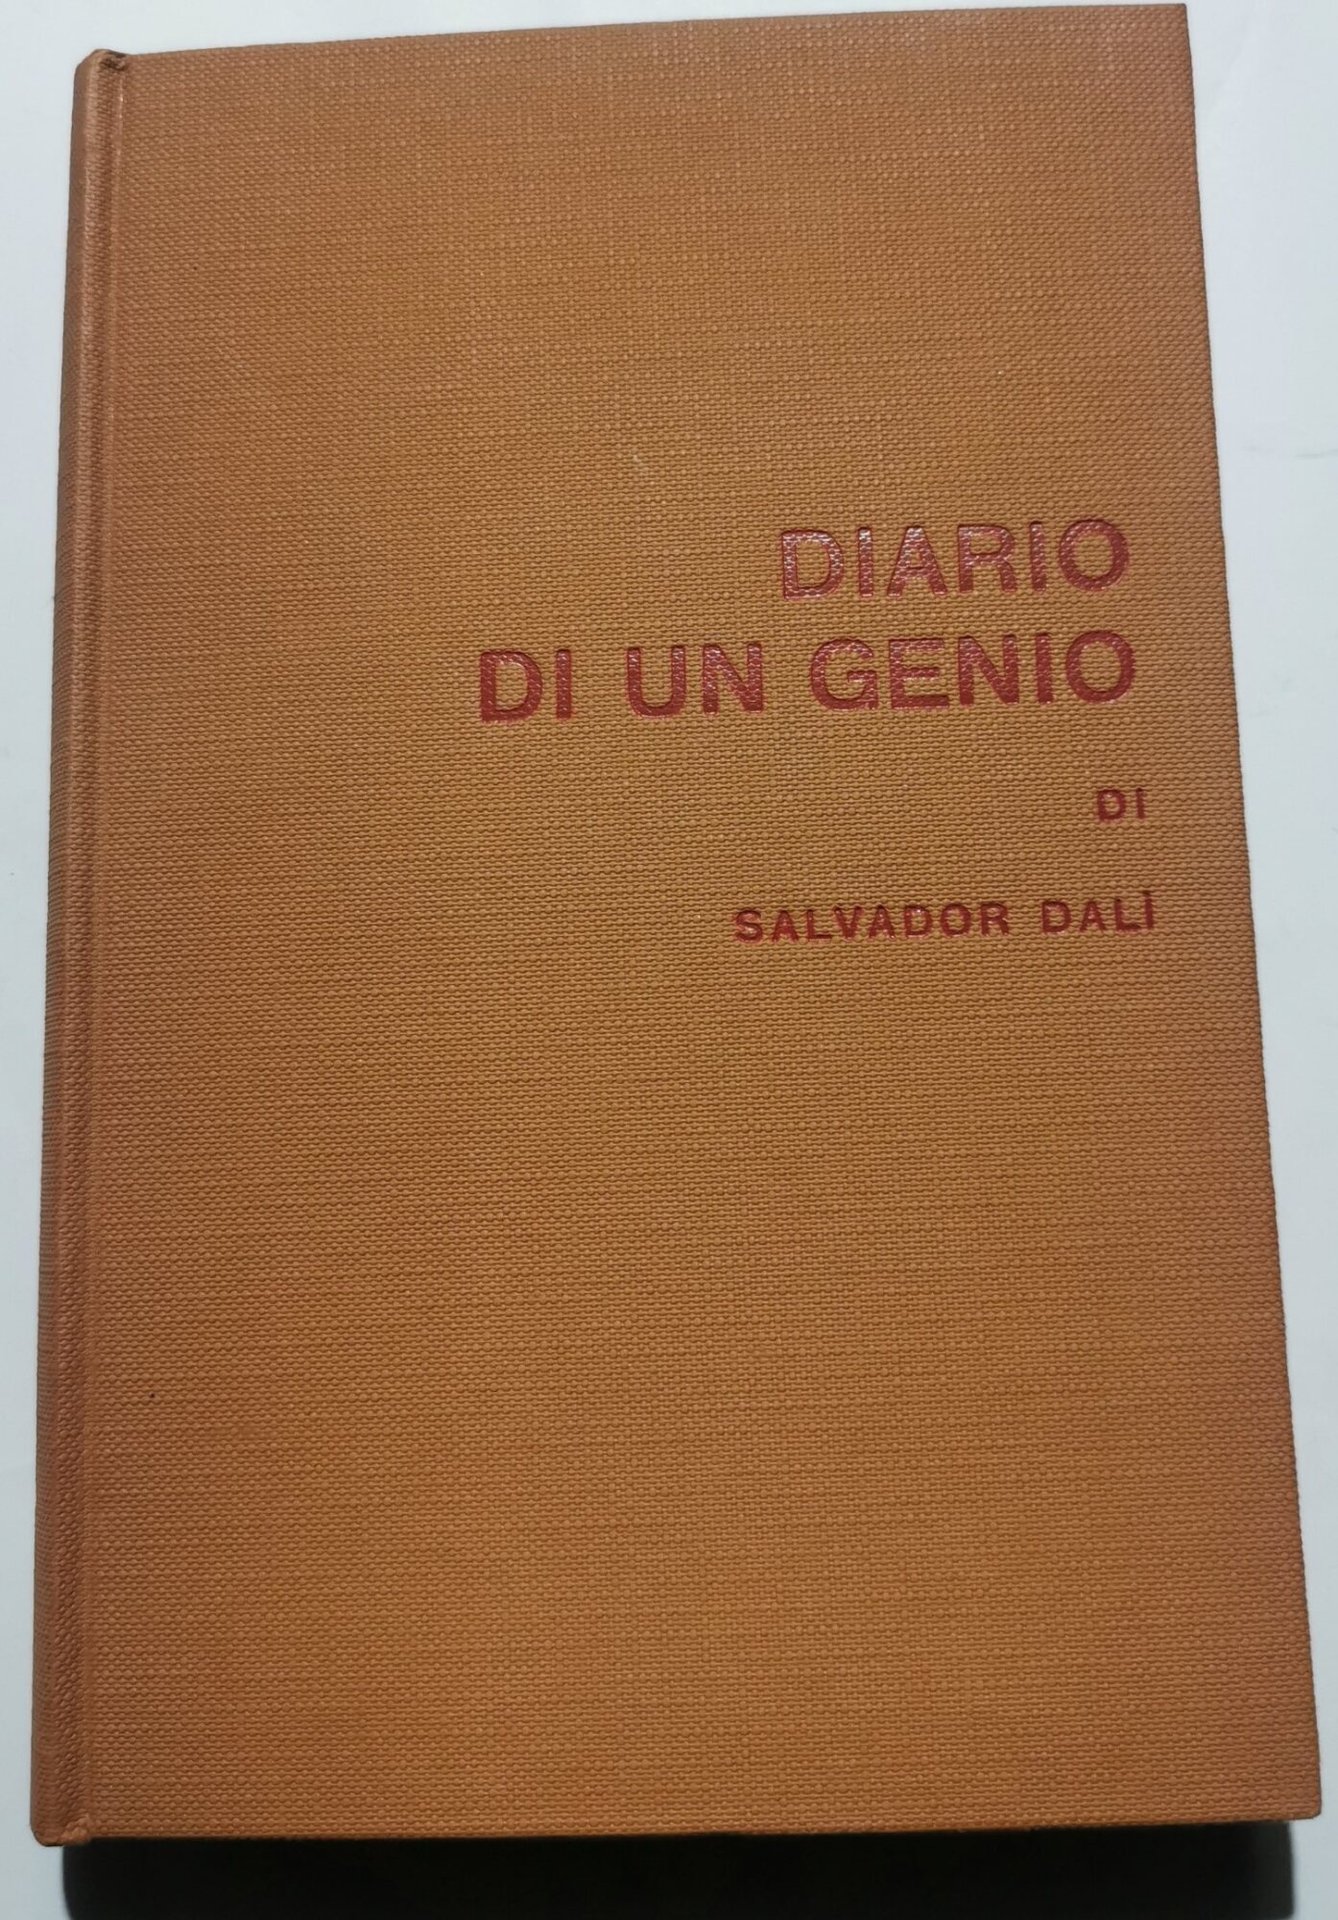 DIARIO
DI UN GENIO
DI
SALVADOR DALÌ